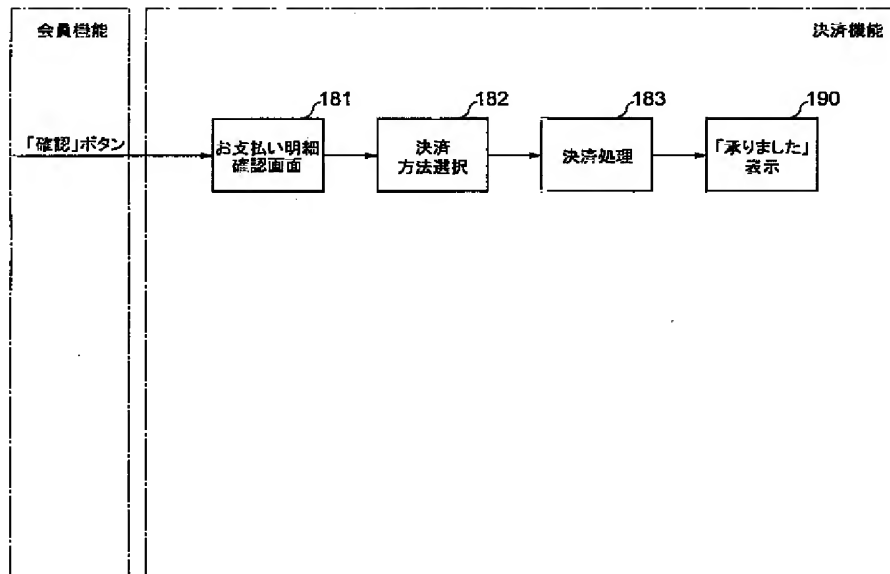 会員機能
決済機能
181
182
183
190
「確認」ボタン
お支払い明細
確認画面
決済
方法選択
決済処理
「承りました」
表示